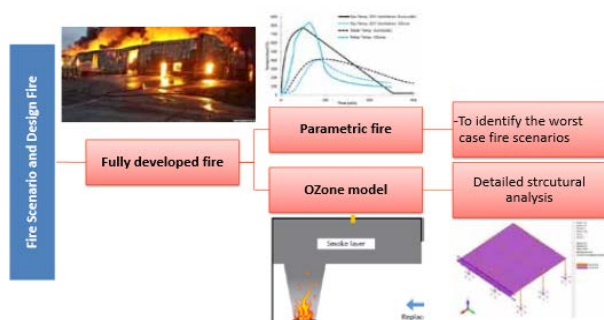 Fire Scenario and Design Fire
Fully developed fire
Parametric fire
-To identify the worst
case fire scenarios
OZone model
Detailed strcutural
analysis
Smoke layer
Replac